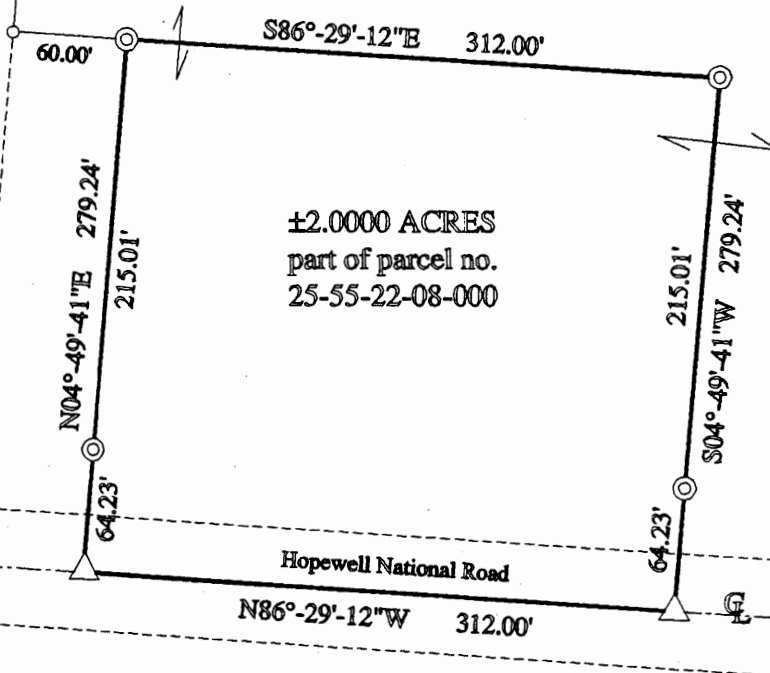 S86°-29'-12"E 312.00'
60.00'
N04°-49'-41"E 279.24'
215.01'
±2.0000 ACRES
part of parcel no.
25-55-22-08-000
215.01'
S04°-49'-41"W 279.24'
64.23'
64.23'
Hopewell National Road
N86°-29'-12"W 312.00'
CL